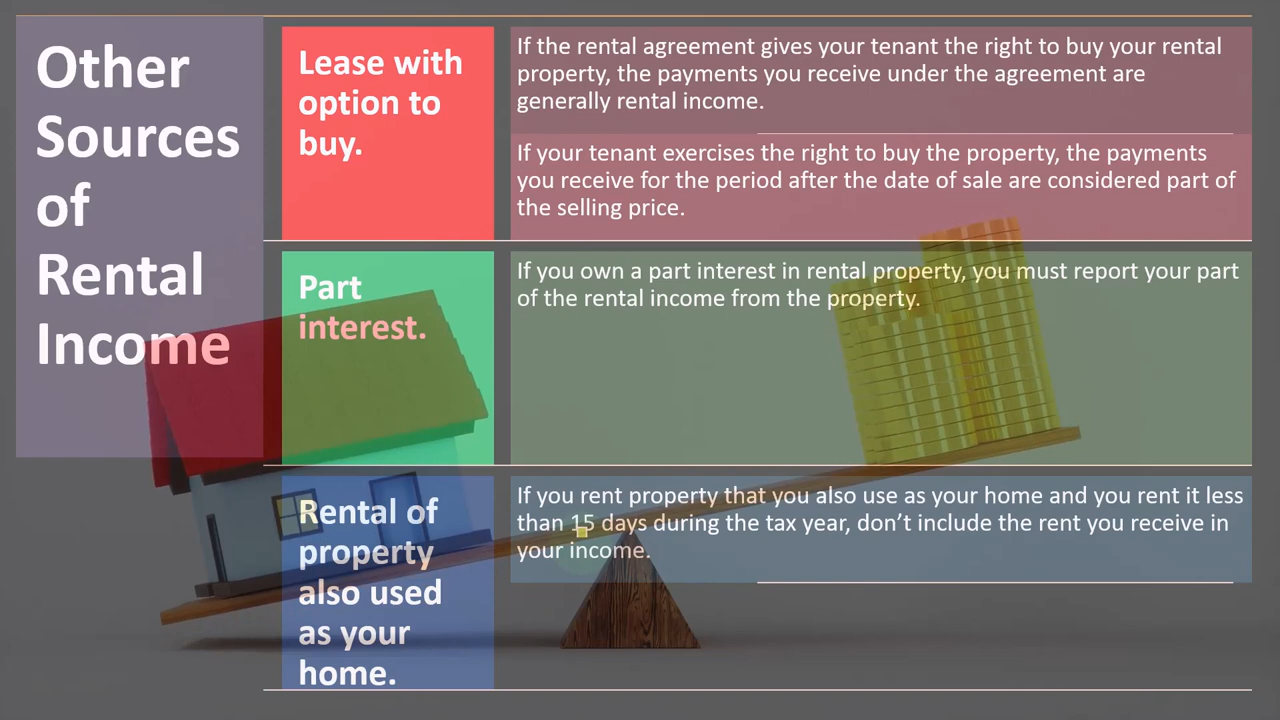 Other
Sources
of
Rental
Income
Lease with
option to
buy.
If the rental agreement gives your tenant the right to buy your rental
property, the payments you receive under the agreement are
generally rental income.
If your tenant exercises the right to buy the property, the payments
you receive for the period after the date of sale are considered part of
the selling price.
Part
interest.
If you own a part interest in rental property, you must report your part
of the rental income from the property.
Rental of
property
also used
as your
home.
If you rent property that you also use as your home and you rent it less
than 15 days during the tax year, don’t include the rent you receive in
your income.